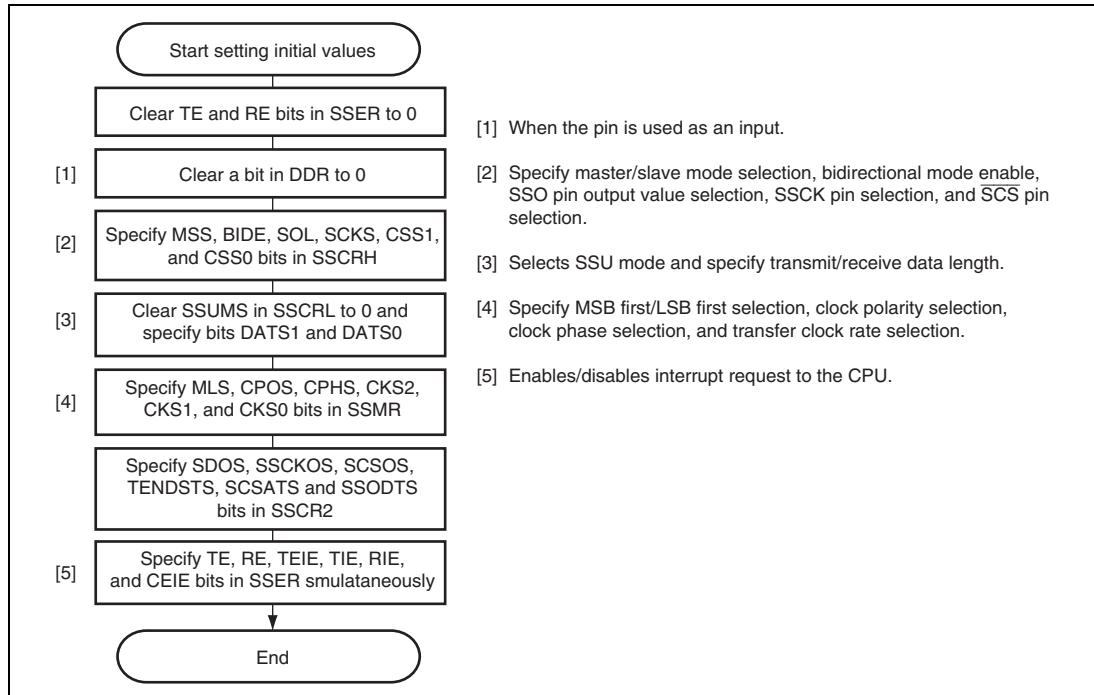 Start setting initial values
Clear TE and RE bits in SSER to 0
[1]
Clear a bit in DDR to 0
[2]
Specify MSS, BIDE, SOL, SCKS, CSS1,
and CSS0 bits in SSCRH
[3]
Clear SSUMS in SSCRL to 0 and
specify bits DATS1 and DATS0
[4]
Specify MLS, CPOS, CPHS, CKS2,
CKS1, and CKS0 bits in SSMR
Specify SDOS, SSCKOS, SCSOS,
TENDSTS, SCSATS and SSODTS
bits in SSCR2
[5]
Specify TE, RE, TEIE, TIE, RIE,
and CEIE bits in SSER smulataneously
End
[1] When the pin is used as an input.
[2] Specify master/slave mode selection, bidirectional mode enable,
SSO pin output value selection, SSCK pin selection, and SCS pin
selection.
[3] Selects SSU mode and specify transmit/receive data length.
[4] Specify MSB first/LSB first selection, clock polarity selection,
clock phase selection, and transfer clock rate selection.
[5] Enables/disables interrupt request to the CPU.